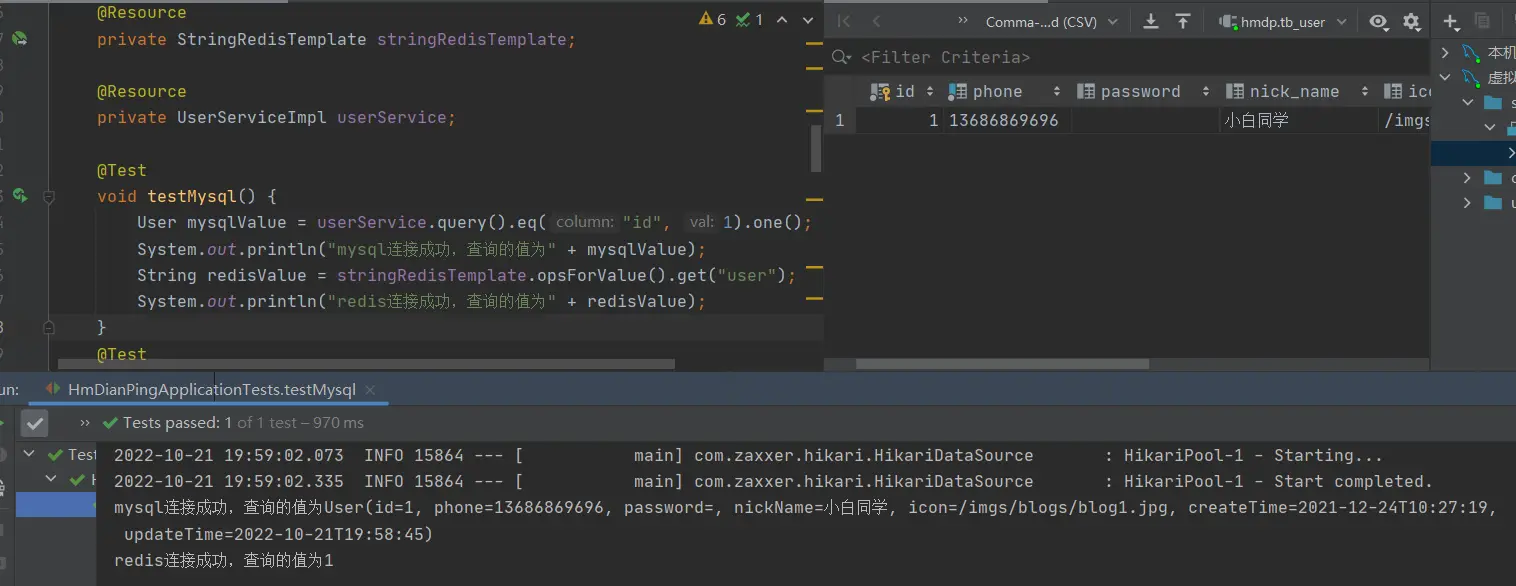 @Resource
private StringRedisTemplate stringRedisTemplate;
@Resource
private UserServiceImpl userService;
@Test
void testMysql() {
User mysqlValue = userService.query().eq( column: "id", val: 1).one();
System.out.println("mysql连接成功，查询的值为" + mysqlValue);
String redisValue = stringRedisTemplate.opsForValue().get("user");
System.out.println("redis连接成功，查询的值为" + redisValue);
}
@Test
6 1
Comma-...d (CSV) hmdp.tb_user
<Filter Criteria>
id phone password nick_name
1 1 13686869696 小白同学 /imgs
本机
虚拟
HmDianPingApplicationTests.testMysql
Tests passed: 1 of 1 test – 970 ms
Test
2022-10-21 19:59:02.073 INFO 15864 --- [ main] com.zaxxer.hikari.HikariDataSource : HikariPool-1 - Starting...
2022-10-21 19:59:02.335 INFO 15864 --- [ main] com.zaxxer.hikari.HikariDataSource : HikariPool-1 - Start completed.
mysql连接成功，查询的值为User(id=1, phone=13686869696, password=, nickName=小白同学, icon=/imgs/blogs/blog1.jpg, createTime=2021-12-24T10:27:19,
updateTime=2022-10-21T19:58:45)
redis连接成功，查询的值为1